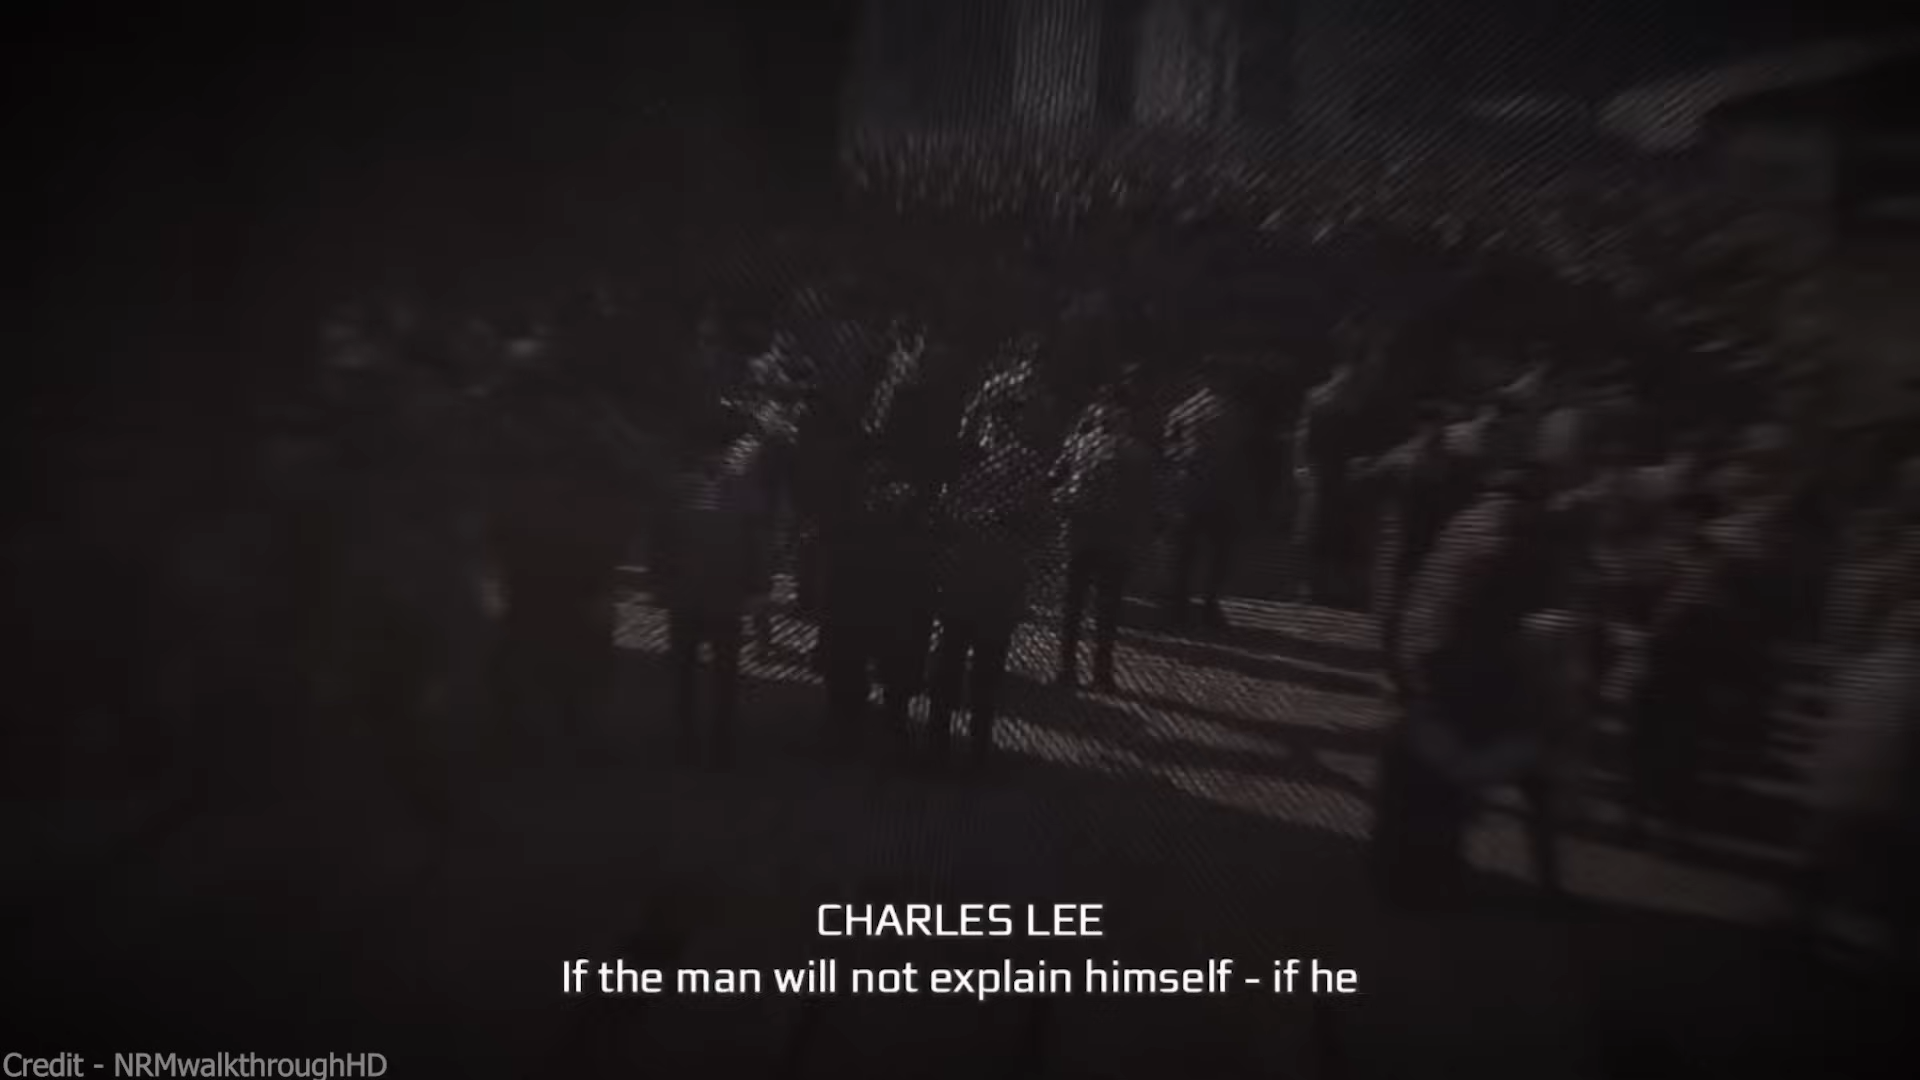 CHARLES LEE
If the man will not explain himself - if he
Credit - NRMwalkthroughHD